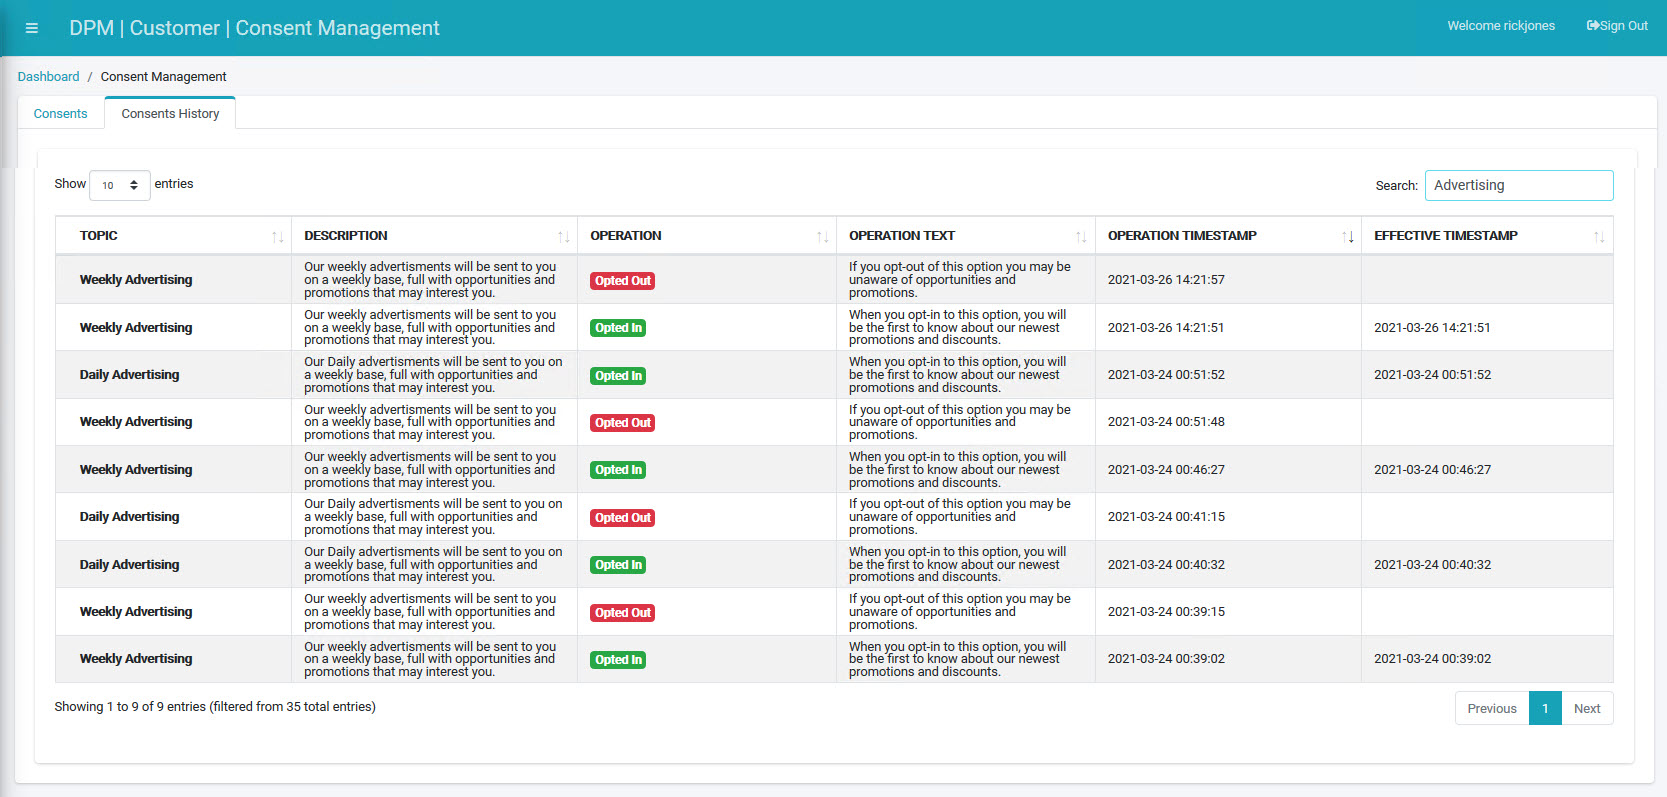 DPM | Customer | Consent Management
Welcome rickjones
Sign Out
Dashboard / Consent Management
Consents
Consents History
Show 10 entries
Search: Advertising
TOPIC DESCRIPTION OPERATION OPERATION TEXT OPERATION TIMESTAMP EFFECTIVE TIMESTAMP
Weekly Advertising
Our weekly advertisments will be sent to you
on a weekly base, full with opportunities and
promotions that may interest you.
Opted Out
If you opt-out of this option you may be
unaware of opportunities and
promotions.
2021-03-26 14:21:57
Weekly Advertising
Our weekly advertisments will be sent to you
on a weekly base, full with opportunities and
promotions that may interest you.
Opted In
When you opt-in to this option, you will
be the first to know about our newest
promotions and discounts.
2021-03-26 14:21:51
2021-03-26 14:21:51
Daily Advertising
Our Daily advertisments will be sent to you on
a weekly base, full with opportunities and
promotions that may interest you.
Opted In
When you opt-in to this option, you will
be the first to know about our newest
promotions and discounts.
2021-03-24 00:51:52
2021-03-24 00:51:52
Weekly Advertising
Our weekly advertisments will be sent to you
on a weekly base, full with opportunities and
promotions that may interest you.
Opted Out
If you opt-out of this option you may be
unaware of opportunities and
promotions.
2021-03-24 00:51:48
Weekly Advertising
Our weekly advertisments will be sent to you
on a weekly base, full with opportunities and
promotions that may interest you.
Opted In
When you opt-in to this option, you will
be the first to know about our newest
promotions and discounts.
2021-03-24 00:46:27
2021-03-24 00:46:27
Daily Advertising
Our Daily advertisments will be sent to you on
a weekly base, full with opportunities and
promotions that may interest you.
Opted Out
If you opt-out of this option you may be
unaware of opportunities and
promotions.
2021-03-24 00:41:15
Daily Advertising
Our Daily advertisments will be sent to you on
a weekly base, full with opportunities and
promotions that may interest you.
Opted In
When you opt-in to this option, you will
be the first to know about our newest
promotions and discounts.
2021-03-24 00:40:32
2021-03-24 00:40:32
Weekly Advertising
Our weekly advertisments will be sent to you
on a weekly base, full with opportunities and
promotions that may interest you.
Opted Out
If you opt-out of this option you may be
unaware of opportunities and
promotions.
2021-03-24 00:39:15
Weekly Advertising
Our weekly advertisments will be sent to you
on a weekly base, full with opportunities and
promotions that may interest you.
Opted In
When you opt-in to this option, you will
be the first to know about our newest
promotions and discounts.
2021-03-24 00:39:02
2021-03-24 00:39:02
Showing 1 to 9 of 9 entries (filtered from 35 total entries)
Previous 1 Next